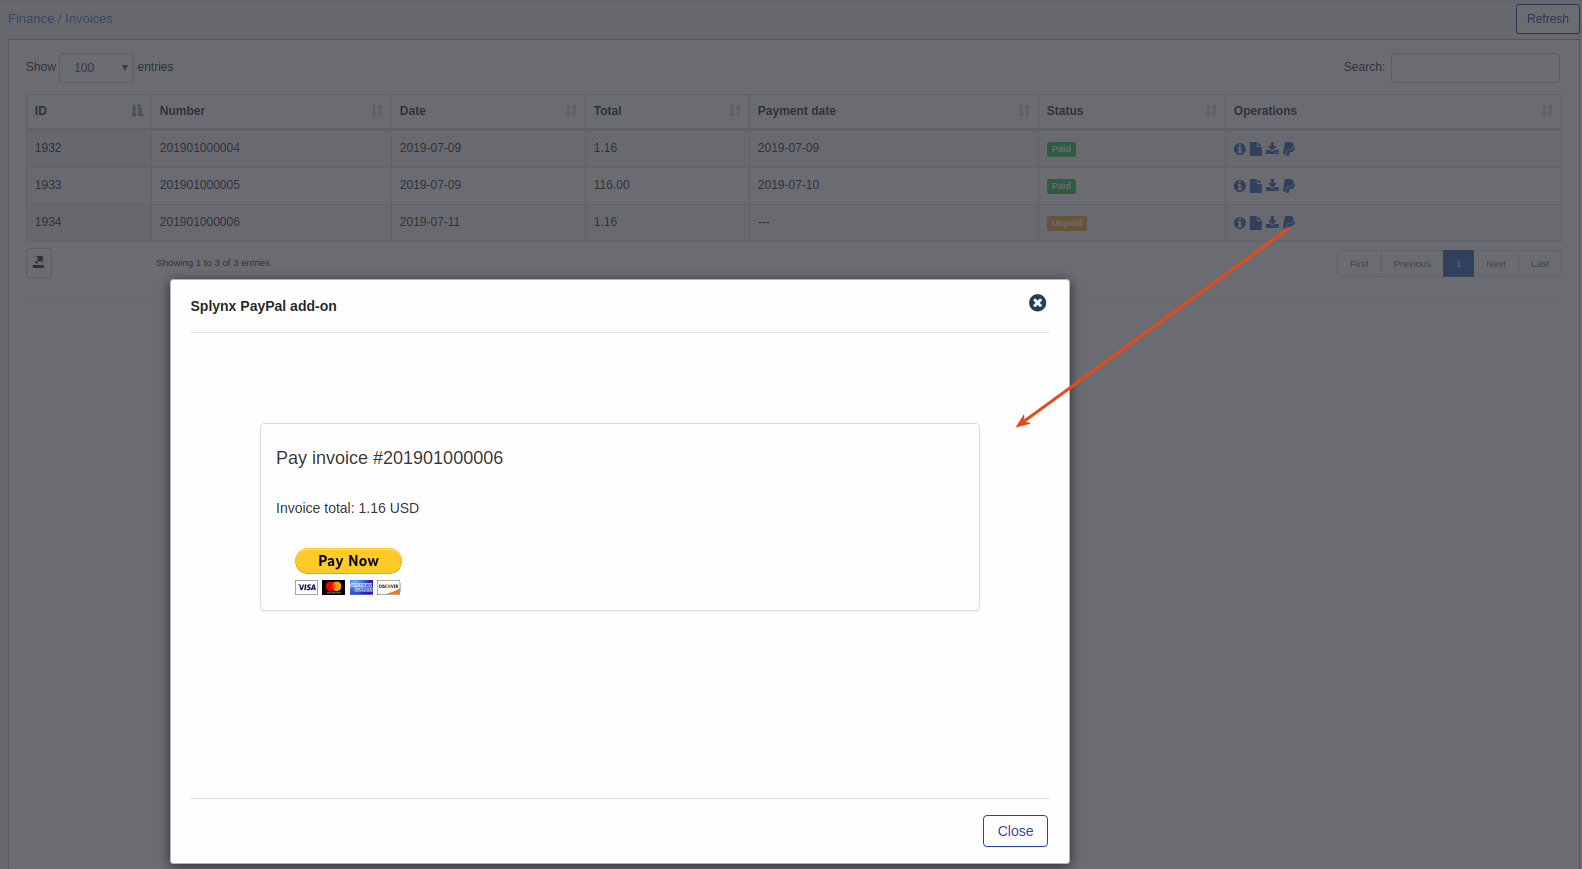 Finance / Invoices
Refresh
Show 100 entries
Search:
ID Number Date Total Payment date Status Operations
1932 201901000004 2019-07-09 1.16 2019-07-09 Paid
1933 201901000005 2019-07-09 116.00 2019-07-10 Paid
1934 201901000006 2019-07-11 1.16 --- Unpaid
Showing 1 to 3 of 3 entries
First Previous 1 Next Last
Splynx PayPal add-on
Pay invoice #201901000006
Invoice total: 1.16 USD
Pay Now
VISA DISCOVER
Close